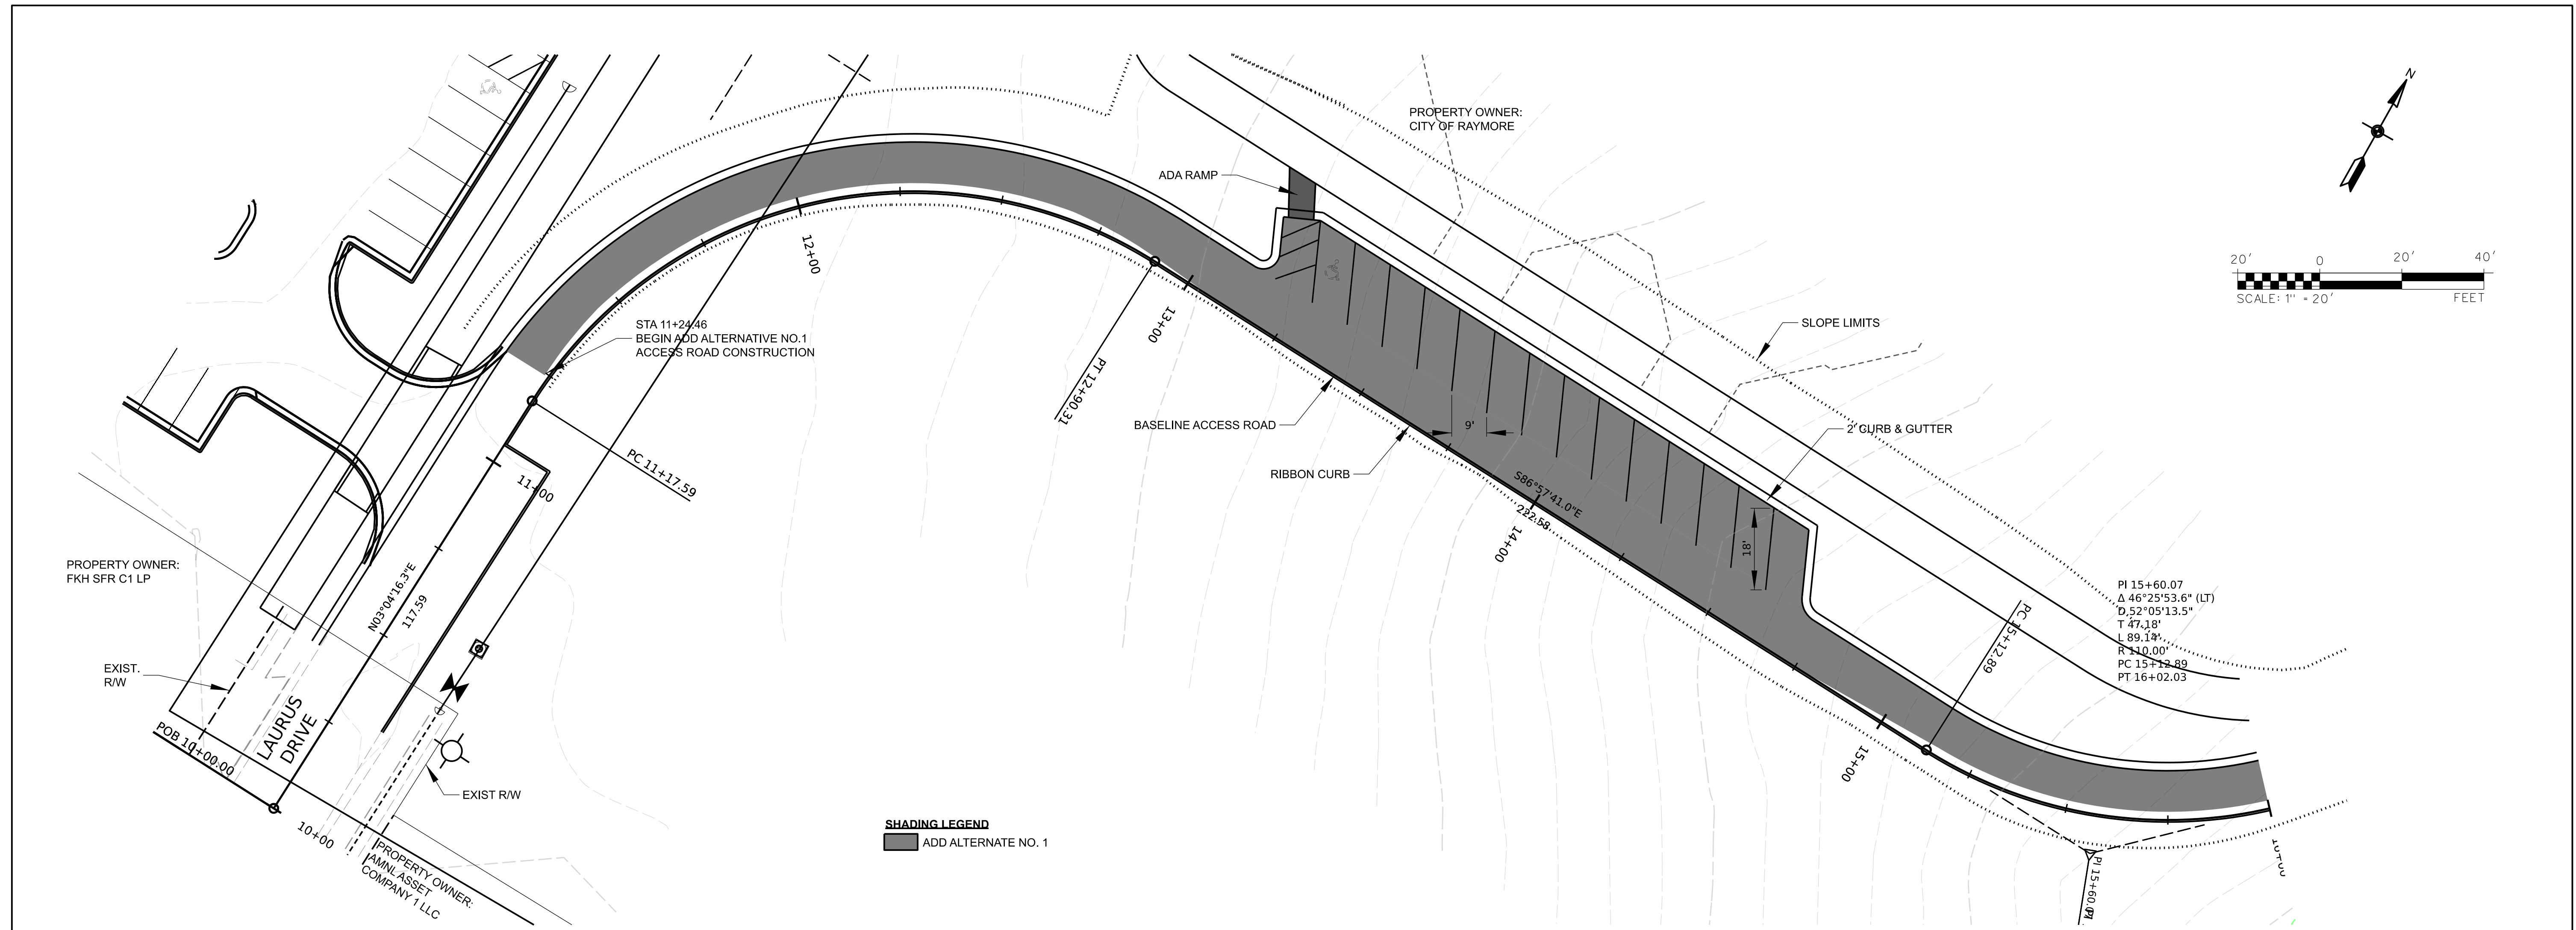 PROPERTY OWNER:
CITY OF RAYMORE
N
ADA RAMP
20' 0 20' 40'
SCALE: 1" = 20' FEET
12+00
STA 11+24.46
BEGIN ADD ALTERNATIVE NO.1
ACCESS ROAD CONSTRUCTION
13+00
PT 12+90.31
SLOPE LIMITS
BASELINE ACCESS ROAD
9'
2' CURB & GUTTER
RIBBON CURB
PC 11+17.59
11+00
S86°57'41.0"E
222.58
14+00
18'
PROPERTY OWNER:
FKH SFR C1 LP
N03°04'16.3"E
117.59
PI 15+60.07
Δ 46°25'53.6" (LT)
D 52°05'13.5"
T 47.18'
L 89.14'
R 110.00'
PC 15+12.89
PT 16+02.03
PC 15+12.89
EXIST.
R/W
LAURUS
DRIVE
POB 10+00.00
15+00
EXIST R/W
10+00
SHADING LEGEND
ADD ALTERNATE NO. 1
PROPERTY OWNER:
AMNL ASSET
COMPANY 1 LLC
PI 15+60.07